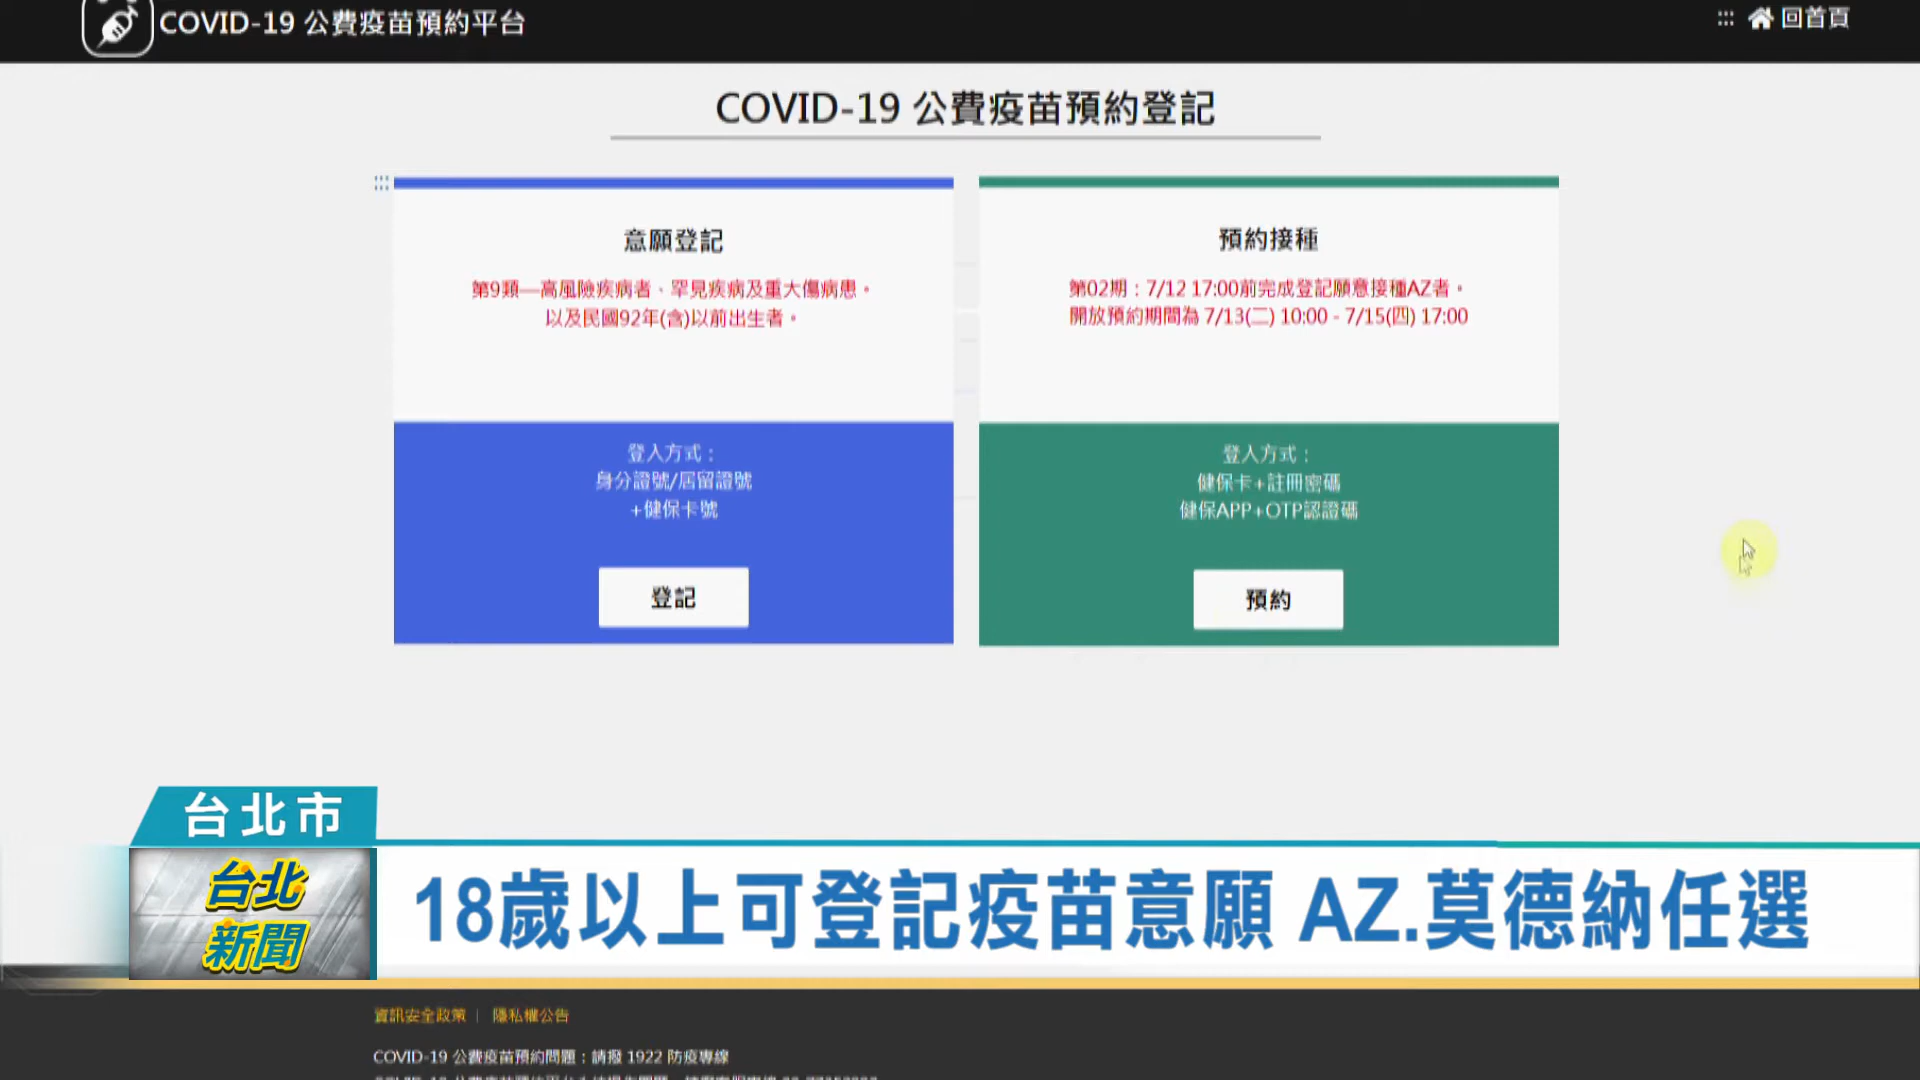 COVID-19 公費疫苗預約平台
回首頁
COVID-19 公費疫苗預約登記
意願登記
第9類—高風險疾病者、罕見疾病及重大傷病患。
以及民國92年(含)以前出生者。
登入方式：
身分證號/居留證號
+健保卡號
登記
預約接種
第02期：7/12 17:00前完成登記願意接種AZ者。
開放預約期間為 7/13(二) 10:00 - 7/15(四) 17:00
登入方式：
健保卡+註冊密碼
健保APP+OTP認證碼
預約
台北市
台北
新聞
18歲以上可登記疫苗意願 AZ.莫德納任選
資訊安全政策 | 隱私權公告
COVID-19 公費疫苗預約問題：請撥 1922 防疫專線